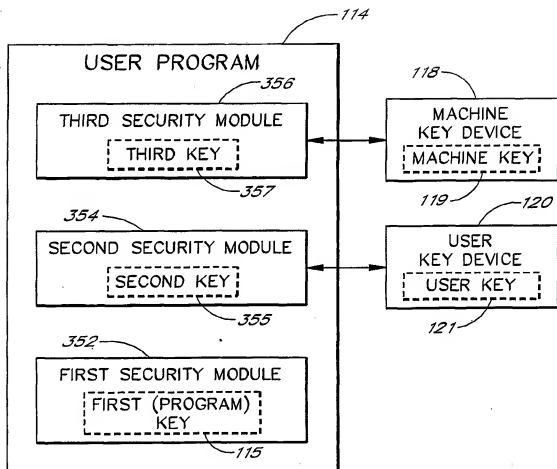 114
USER PROGRAM
356
THIRD SECURITY MODULE
THIRD KEY
357
118
MACHINE
KEY DEVICE
MACHINE KEY
119
354
SECOND SECURITY MODULE
SECOND KEY
355
120
USER
KEY DEVICE
USER KEY
121
352
FIRST SECURITY MODULE
FIRST (PROGRAM)
KEY
115